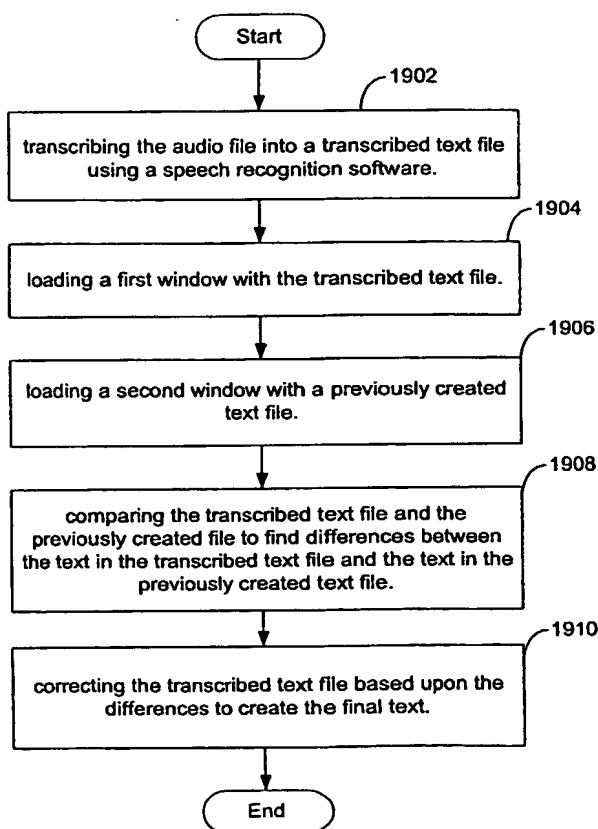 Start
1902
transcribing the audio file into a transcribed text file
using a speech recognition software.
1904
loading a first window with the transcribed text file.
1906
loading a second window with a previously created
text file.
1908
comparing the transcribed text file and the
previously created file to find differences between
the text in the transcribed text file and the text in the
previously created text file.
1910
correcting the transcribed text file based upon the
differences to create the final text.
End